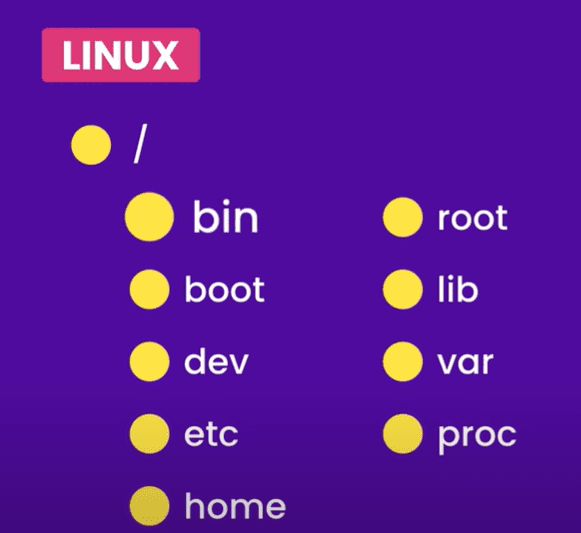 LINUX
/
bin
boot
dev
etc
home
root
lib
var
proc